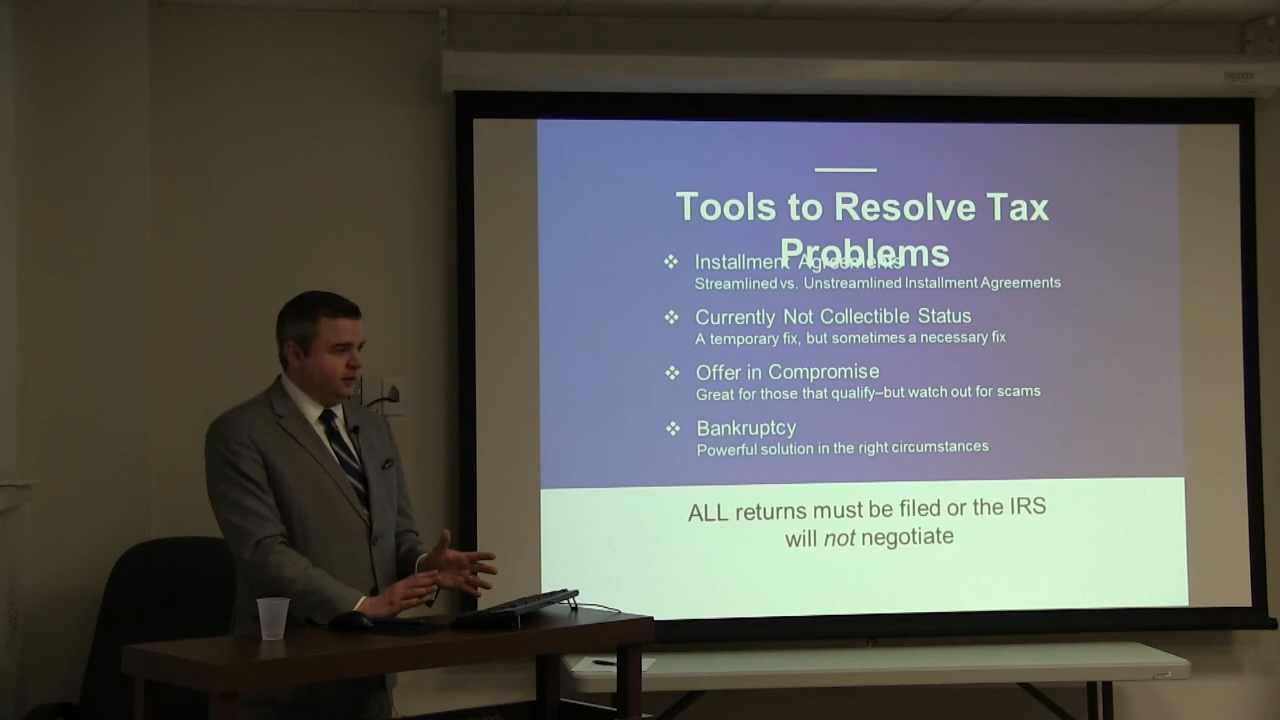 Tools to Resolve Tax
Problems
❖ Installment Agreements
Streamlined vs. Unstreamlined Installment Agreements
❖ Currently Not Collectible Status
A temporary fix, but sometimes a necessary fix
❖ Offer in Compromise
Great for those that qualify–but watch out for scams
❖ Bankruptcy
Powerful solution in the right circumstances
ALL returns must be filed or the IRS
will not negotiate